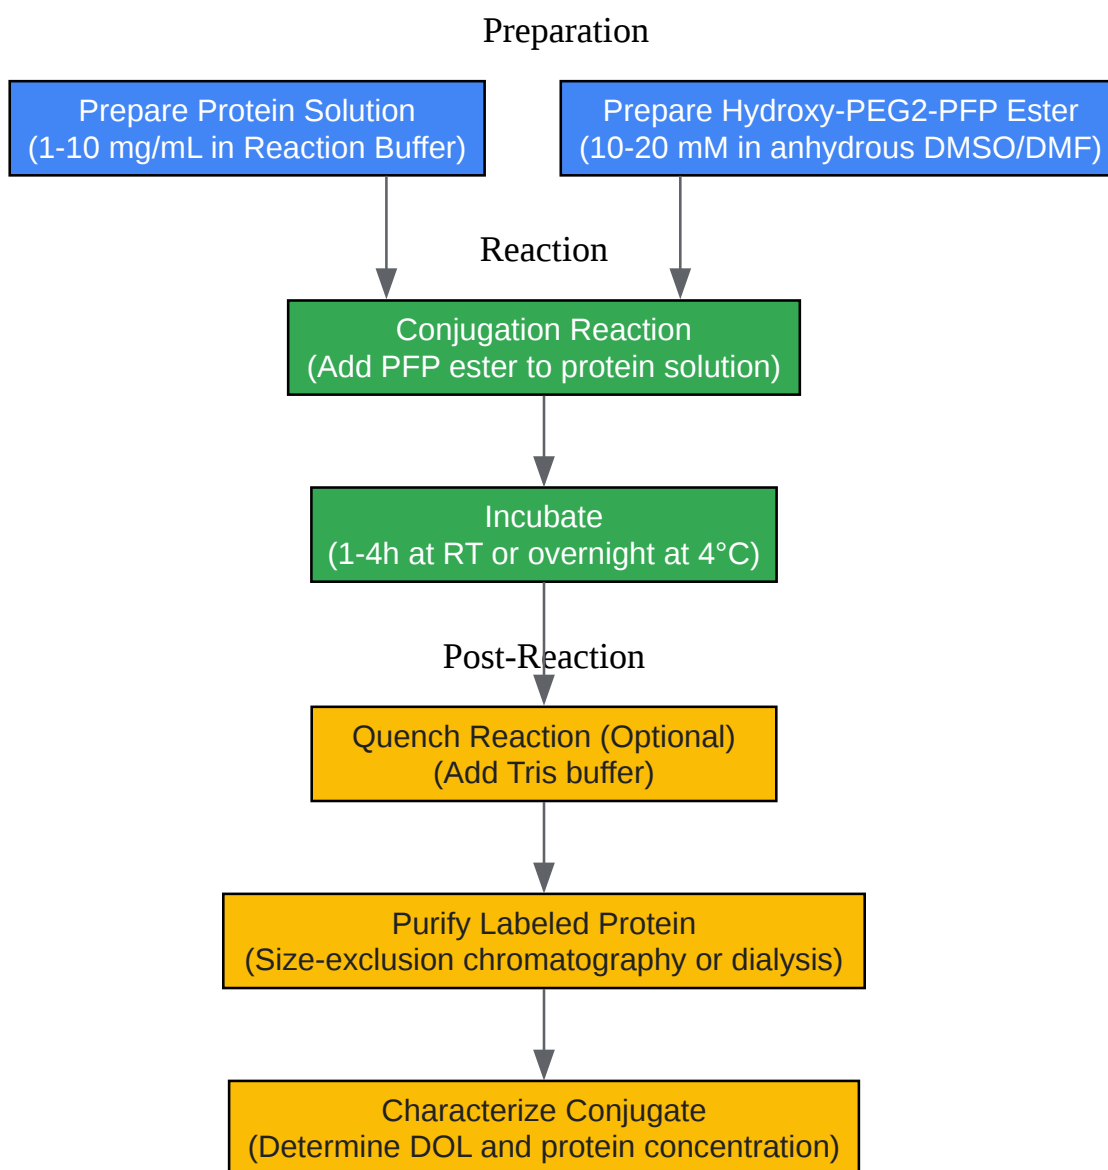 Preparation
Prepare Protein Solution
(1-10 mg/mL in Reaction Buffer)
Prepare Hydroxy-PEG2-PFP Ester
(10-20 mM in anhydrous DMSO/DMF)
Reaction
Conjugation Reaction
(Add PFP ester to protein solution)
Incubate
(1-4h at RT or overnight at 4°C)
Post-Reaction
Quench Reaction (Optional)
(Add Tris buffer)
Purify Labeled Protein
(Size-exclusion chromatography or dialysis)
Characterize Conjugate
(Determine DOL and protein concentration)